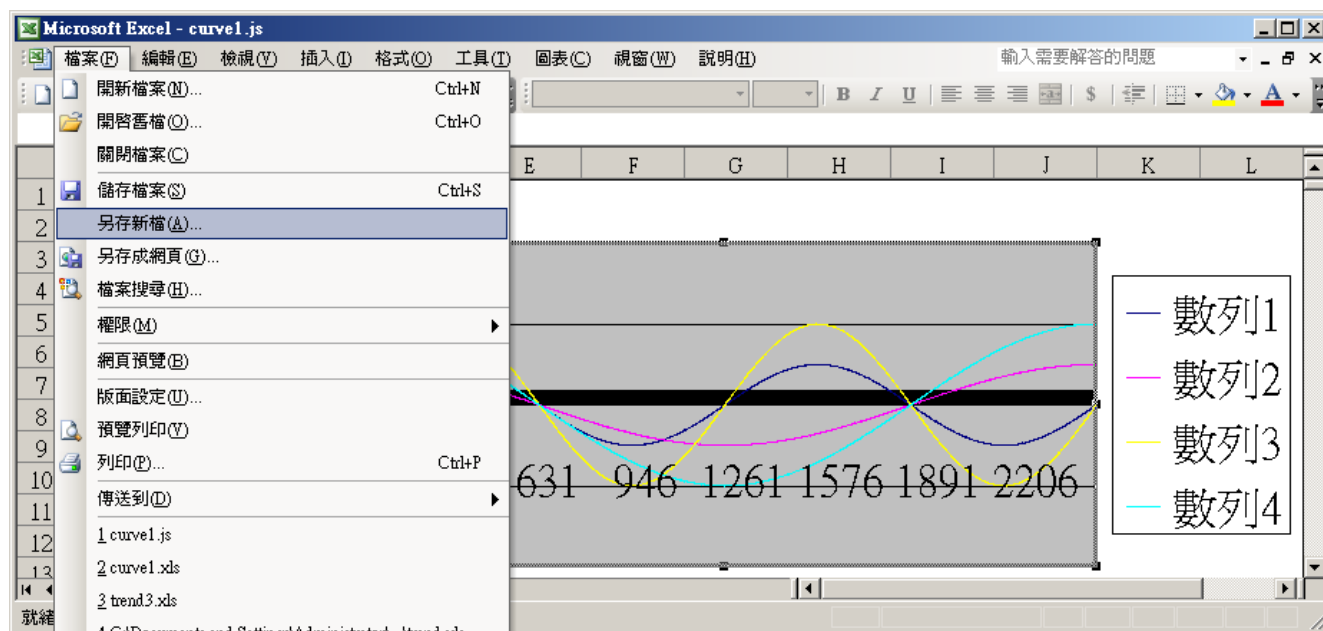 Microsoft Excel - curve1.js
檔案(F) 編輯(E) 檢視(V) 插入(I) 格式(O) 工具(T) 圖表(C) 視窗(W) 說明(H) 輸入需要解答的問題
B I U $ A
開新檔案(N)... Ctrl+N
開啓舊檔(O)... Ctrl+O
關閉檔案(C)
儲存檔案(S) Ctrl+S
另存新檔(A)...
另存成網頁(G)...
檔案搜尋(H)...
權限(M)
網頁預覽(B)
版面設定(U)...
預覽列印(V)
列印(P)... Ctrl+P
傳送到(D)
1 curve1.js
2 curve1.xls
3 trend3.xls
E F G H I J K L
1
2
3
4
5
6
7
8
9
10
11
12
13
631 946 1261 1576 1891 2206
數列1
數列2
數列3
數列4
就緒